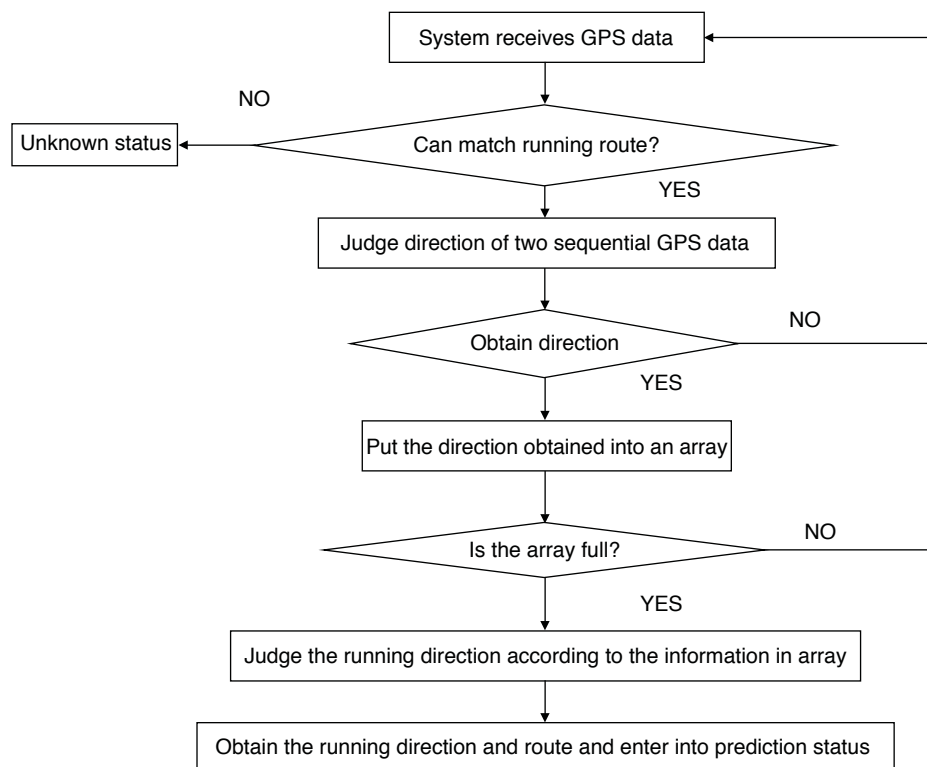 System receives GPS data
NO
Unknown status
Can match running route?
YES
Judge direction of two sequential GPS data
NO
Obtain direction
YES
Put the direction obtained into an array
NO
Is the array full?
YES
Judge the running direction according to the information in array
Obtain the running direction and route and enter into prediction status